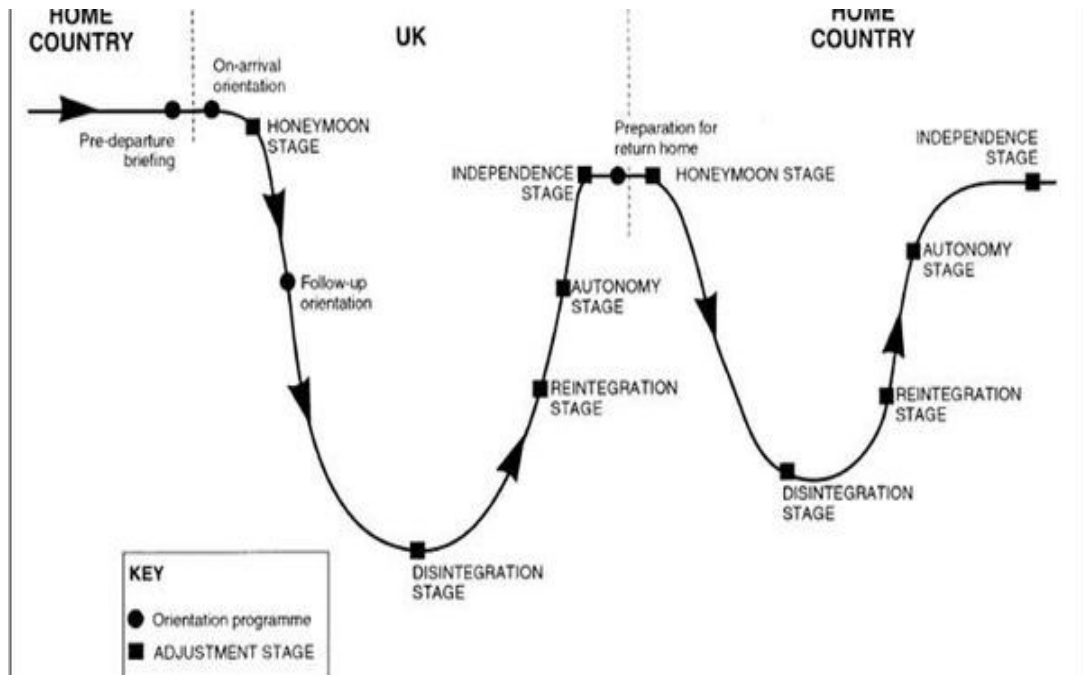 HOME
COUNTRY
UK
HOME
COUNTRY
On-arrival
orientation
Pre-departure
briefing
HONEYMOON
STAGE
Follow-up
orientation
DISINTEGRATION
STAGE
REINTEGRATION
STAGE
AUTONOMY
STAGE
INDEPENDENCE
STAGE
Preparation for
return home
HONEYMOON STAGE
DISINTEGRATION
STAGE
REINTEGRATION
STAGE
AUTONOMY
STAGE
INDEPENDENCE
STAGE
KEY
Orientation programme
ADJUSTMENT STAGE